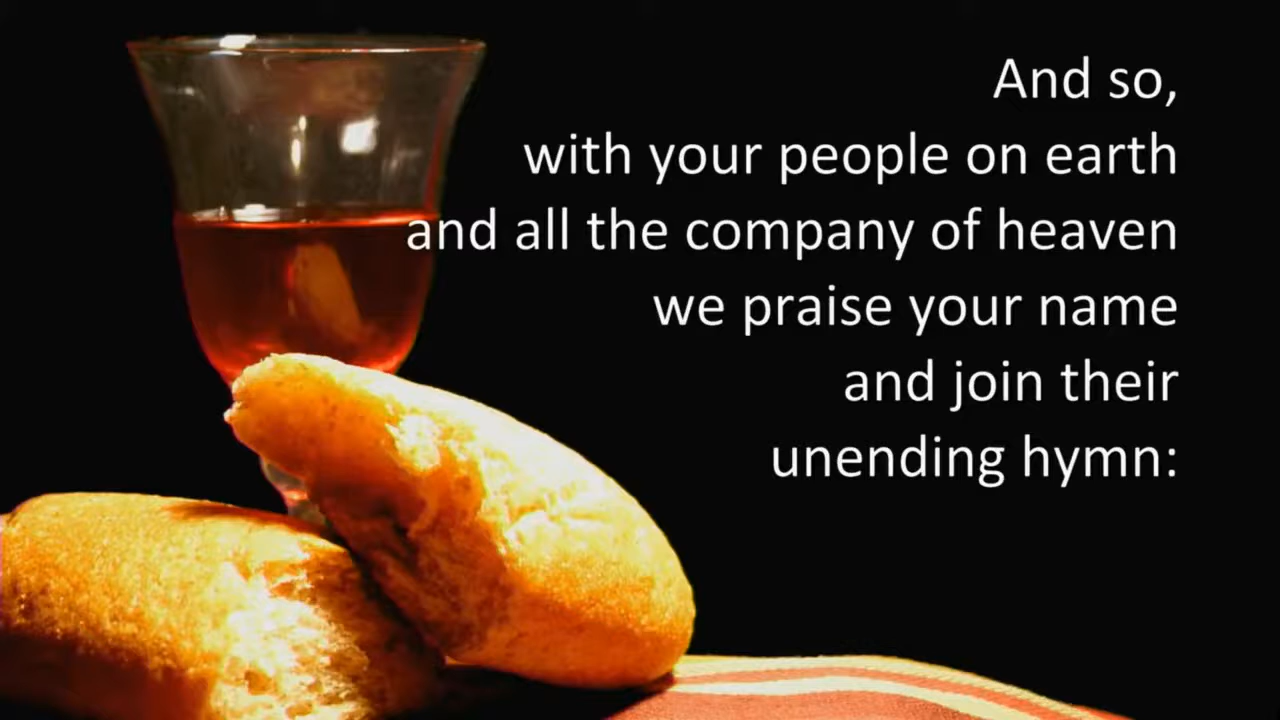 And so,
with your people on earth
and all the company of heaven
we praise your name
and join their
unending hymn: